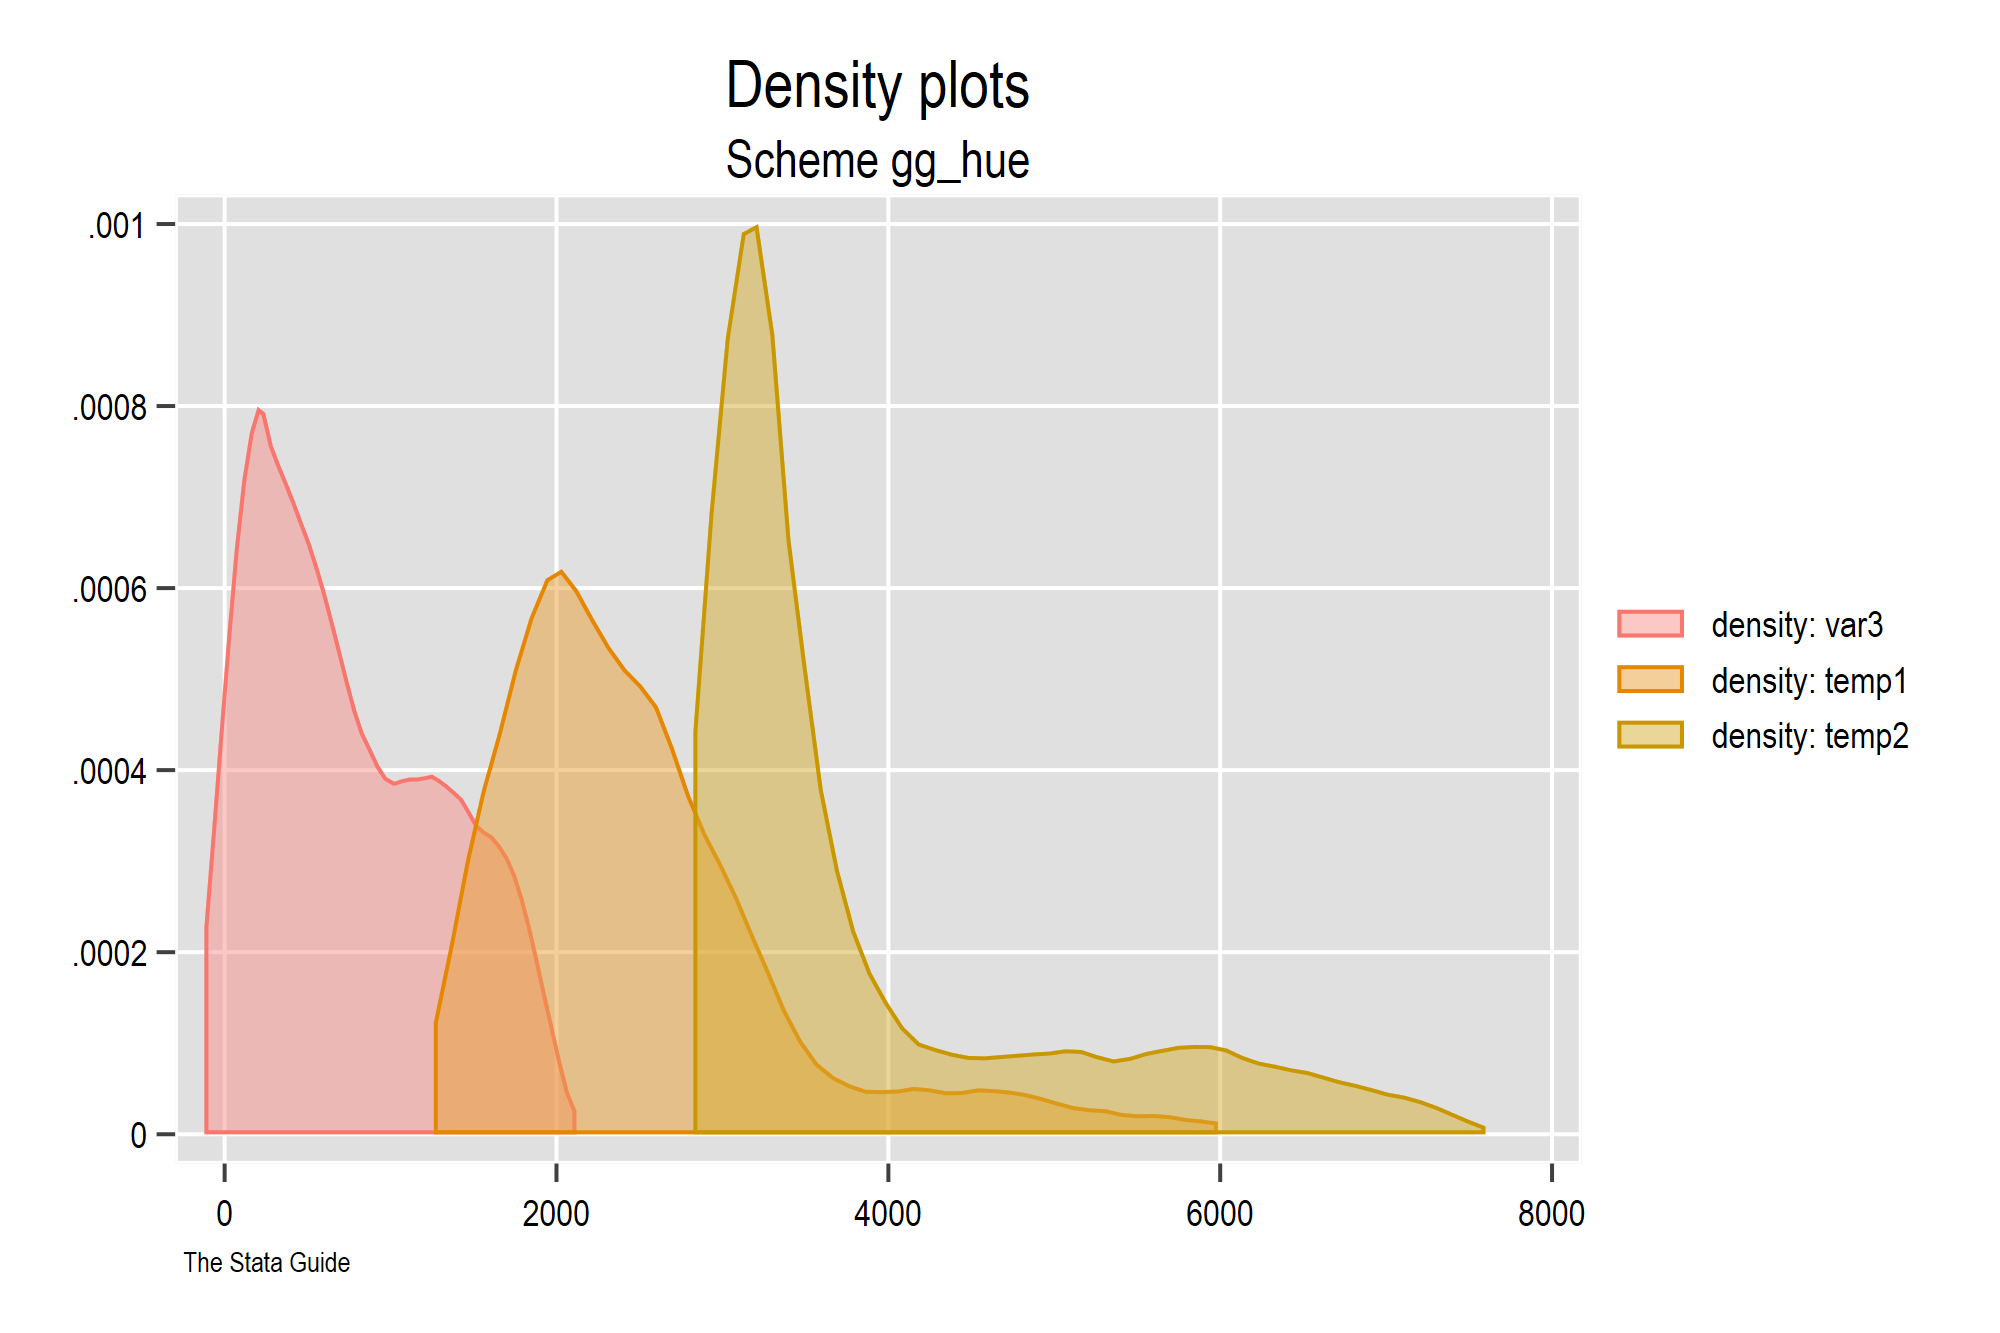 Density plots
Scheme gg_hue
.001
.0008
.0006
.0004
.0002
0
0 2000 4000 6000 8000
density: var3
density: temp1
density: temp2
The Stata Guide